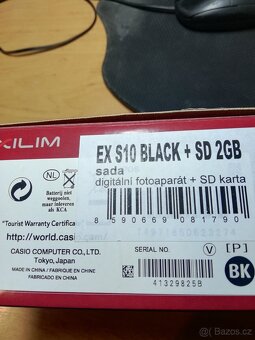 XILIM
EX S10 BLACK + SD 2GB
sada
digitální fotoaparát + SD karta
NL
Batterij niet
weggooien,
maar inleveren
als KCA
8 590669 081790
"Tourist Warranty Certifica
http://world.casi
CASIO COMPUTER CO., LTD.
Tokyo, Japan
MADE IN CHINA / FABRIQUE EN CHINE
FABRICADO EN CHINA
SERIAL NO.
V
[P]
41329825B
BK
Sbazos.cz